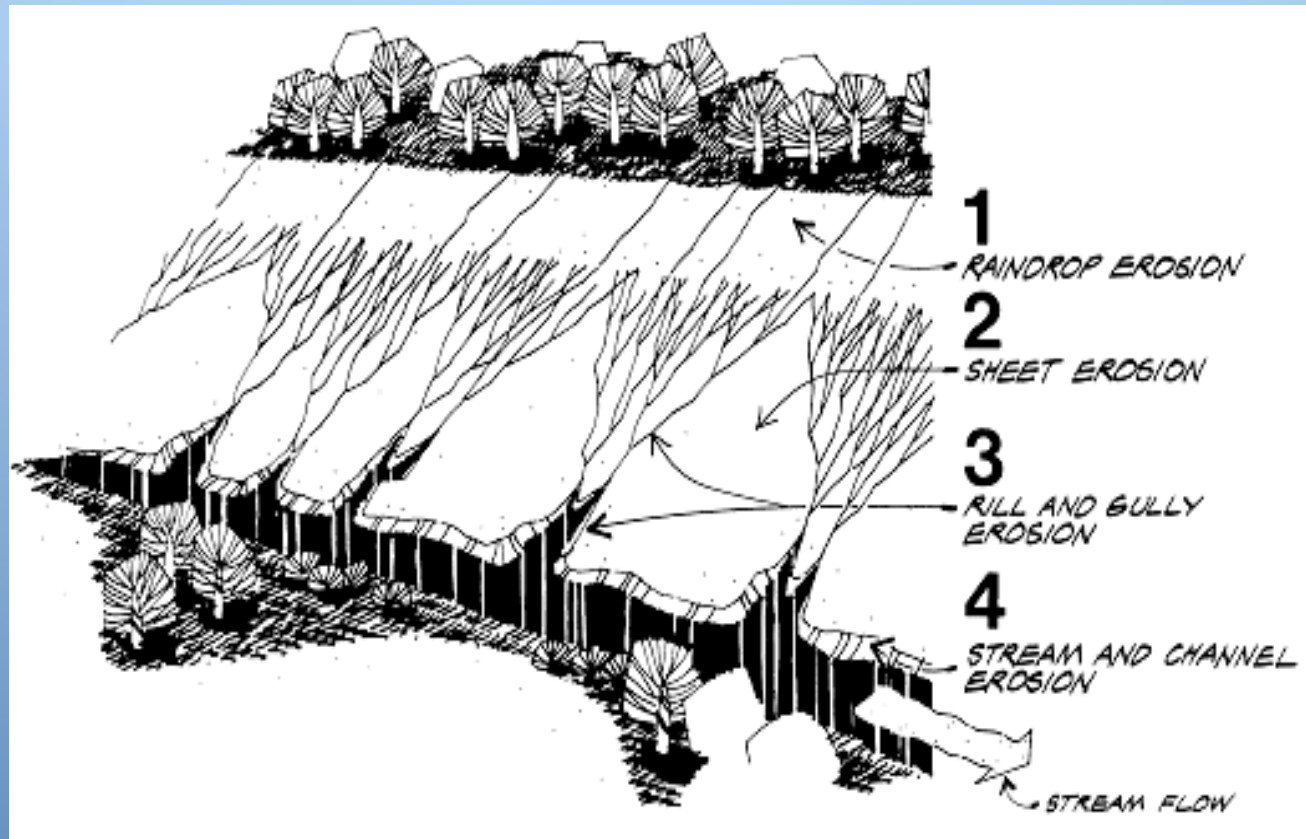 1
RAINDROP EROSION
2
SHEET EROSION
3
RILL AND GULLY
EROSION
4
STREAM AND CHANNEL
EROSION
STREAM FLOW